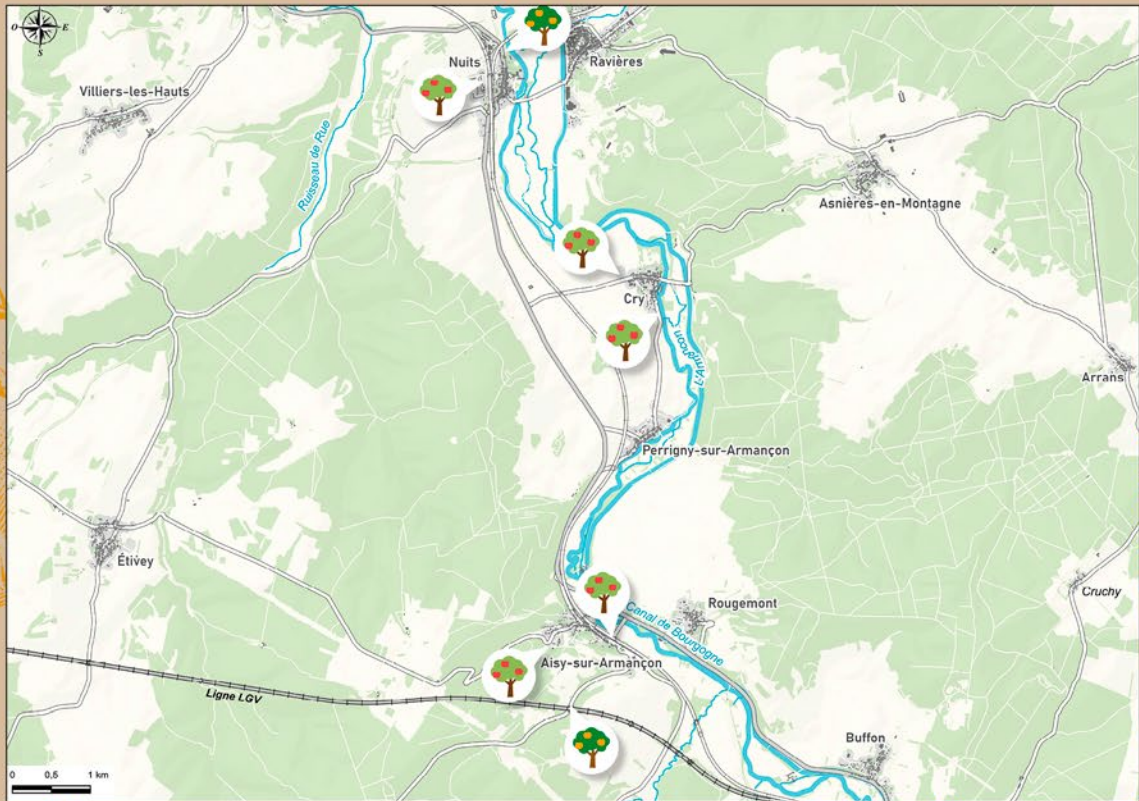 O
E
S
Nuits
Ravières
Villiers-les-Hauts
Ruisseau de Rue
Asnières-en-Montagne
Cry
L'Armançon
Arrans
Perrigny-sur-Armançon
Étivey
Cruchy
Rougemont
Canal de Bourgogne
Aisy-sur-Armançon
Ligne LGV
Buffon
0 0,5 1 km